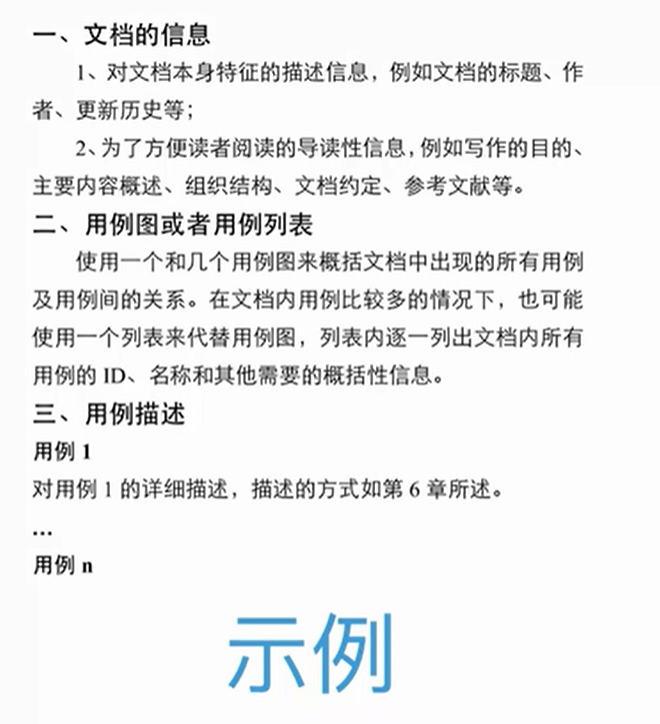 一、文档的信息
1、对文档本身特征的描述信息，例如文档的标题、作
者、更新历史等；
2、为了方便读者阅读的导读性信息，例如写作的目的、
主要内容概述、组织结构、文档约定、参考文献等。
二、用例图或者用例列表
使用一个和几个用例图来概括文档中出现的所有用例
及用例间的关系。在文档内用例比较多的情况下，也可能
使用一个列表来代替用例图，列表内逐一列出文档内所有
用例的 ID、名称和其他需要的概括性信息。
三、用例描述
用例 1
对用例 1 的详细描述，描述的方式如第 6 章所述。
...
用例 n
示例